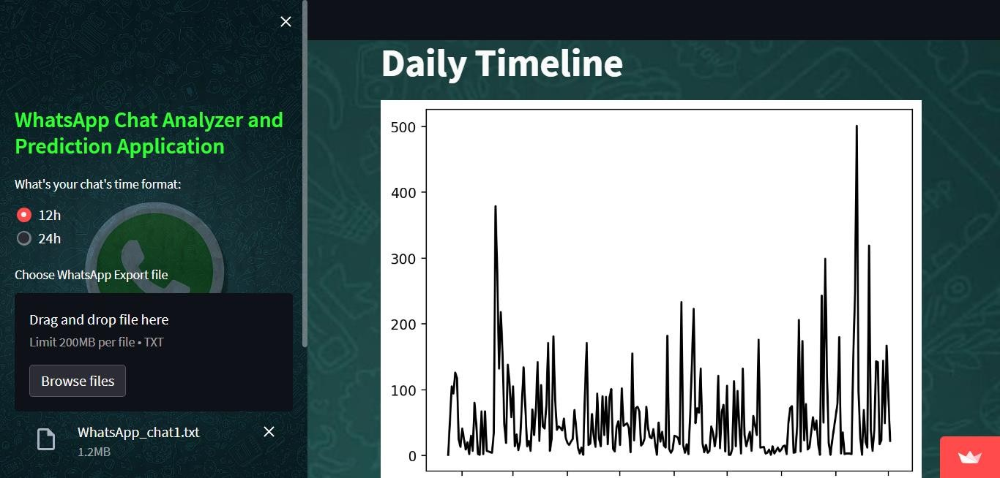 WhatsApp Chat Analyzer and
Prediction Application
What's your chat's time format:
12h
24h
Choose WhatsApp Export file
Drag and drop file here
Limit 200MB per file • TXT
Browse files
WhatsApp_chat1.txt
1.2MB
Daily Timeline
500
400
300
200
100
0